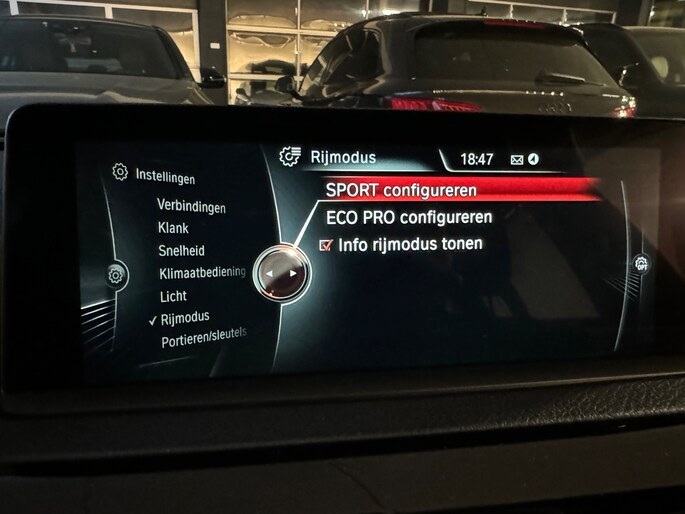 Instellingen
Verbindingen
Klank
Snelheid
Klimaatbediening
Licht
✓ Rijmodus
Portieren/sleutels
Rijmodus 18:47
SPORT configureren
ECO PRO configureren
Info rijmodus tonen
OPT